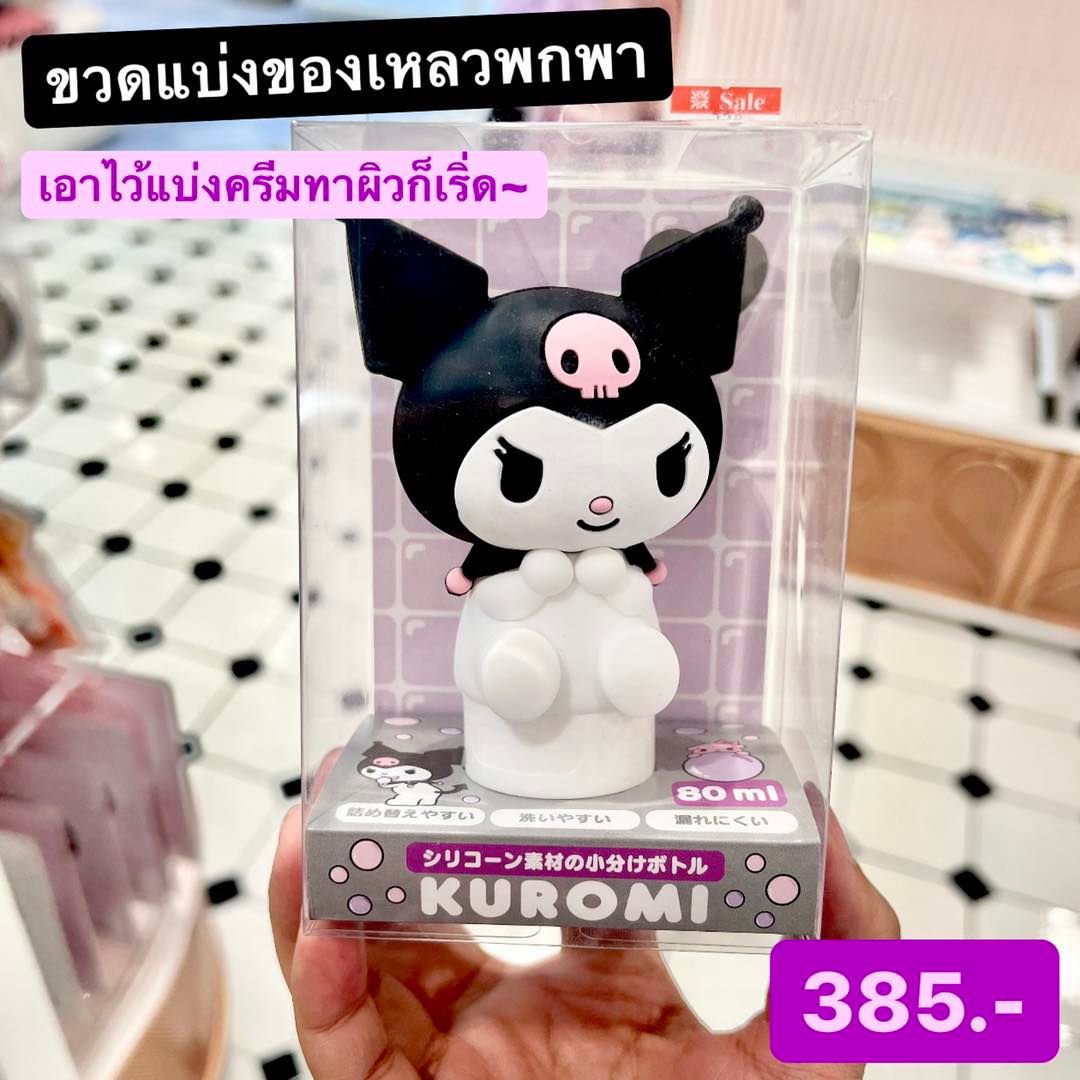 ขวดแบ่งของเหลวพกพา
Sale
เอาไว้แบ่งครีมทาผิวก็เริ่ด~
80 ml
詰め替えやすい
洗いやすい
漏れにくい
シリコーン素材の小分けボトル
KUROMI
385.-